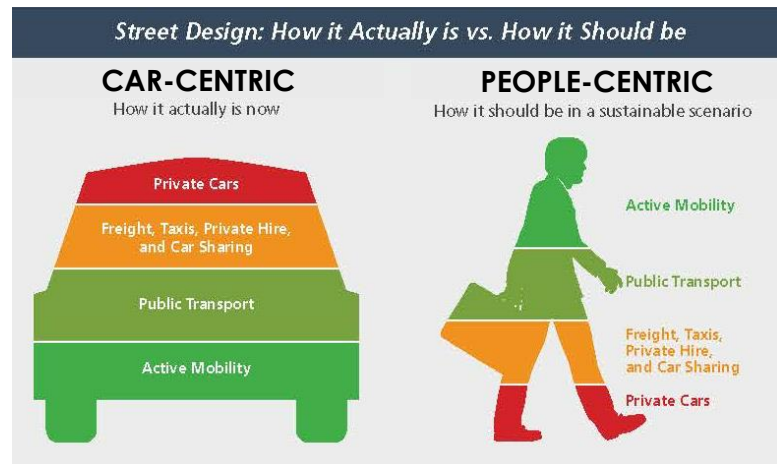 Street Design: How it Actually is vs. How it Should be
CAR-CENTRIC
How it actually is now
Private Cars
Freight, Taxis, Private Hire,
and Car Sharing
Public Transport
Active Mobility
PEOPLE-CENTRIC
How it should be in a sustainable scenario
Active Mobility
Public Transport
Freight, Taxis,
Private Hire,
and Car Sharing
Private Cars